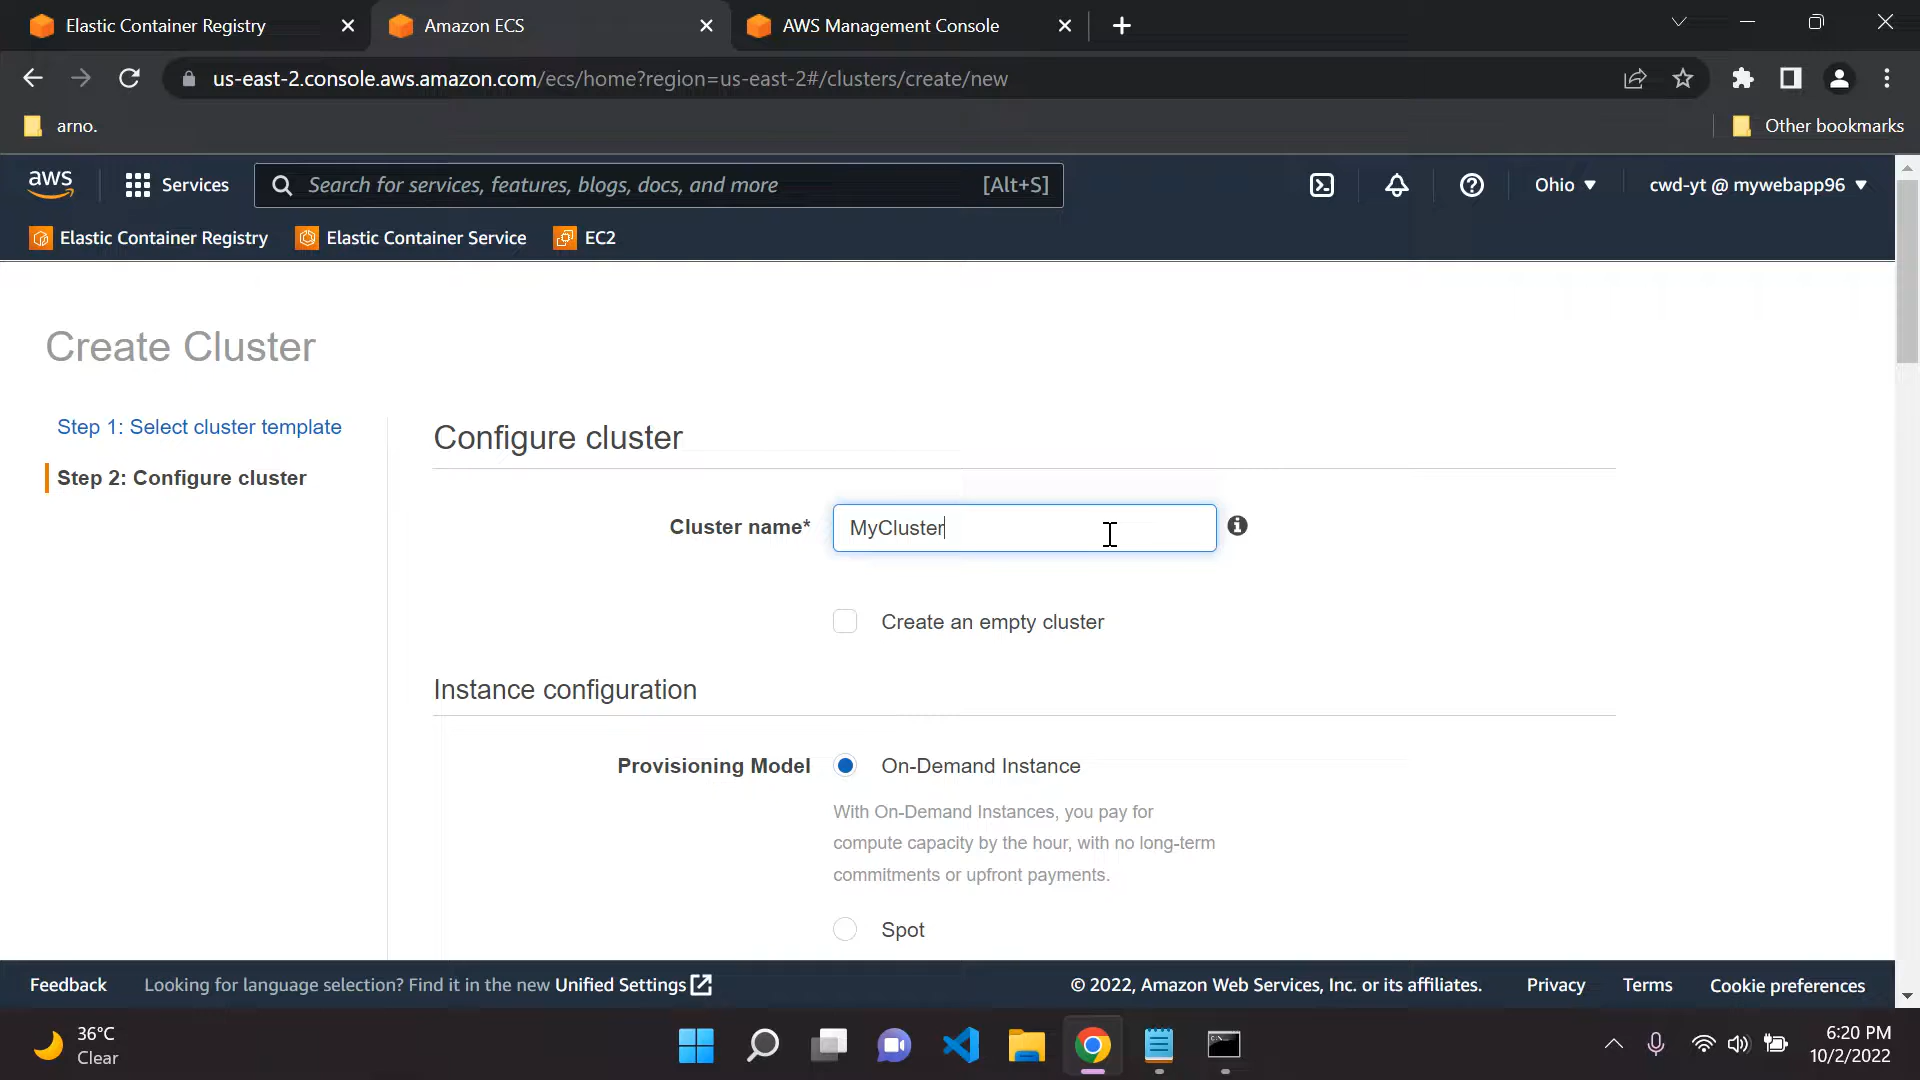 Elastic Container Registry
Amazon ECS
AWS Management Console
us-east-2.console.aws.amazon.com/ecs/home?region=us-east-2#/clusters/create/new
arno.
Other bookmarks
aws
Services
Search for services, features, blogs, docs, and more
[Alt+S]
Ohio
cwd-yt @ mywebapp96
Elastic Container Registry
Elastic Container Service
EC2
Create Cluster
Step 1: Select cluster template
Step 2: Configure cluster
Configure cluster
Cluster name*
MyCluster
Create an empty cluster
Instance configuration
Provisioning Model
On-Demand Instance
With On-Demand Instances, you pay for
compute capacity by the hour, with no long-term
commitments or upfront payments.
Spot
Feedback
Looking for language selection? Find it in the new Unified Settings
© 2022, Amazon Web Services, Inc. or its affiliates.
Privacy
Terms
Cookie preferences
36°C
Clear
6:20 PM
10/2/2022